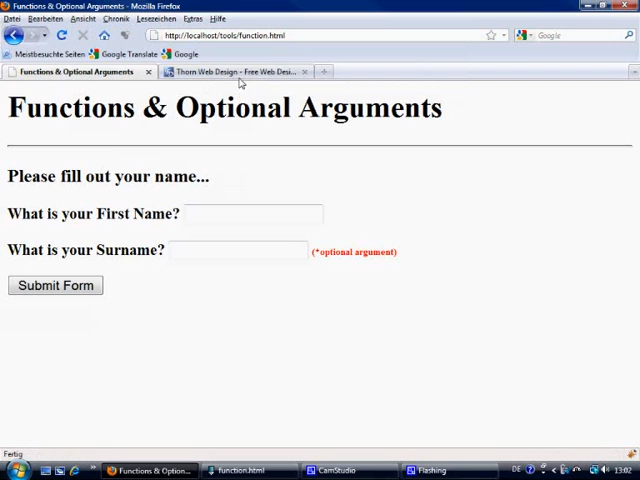 Functions & Optional Arguments - Mozilla Firefox
Datei Bearbeiten Ansicht Chronik Lesezeichen Extras Hilfe
http://localhost/tools/function.html
Google
Meistbesuchte Seiten Google Translate Google
Functions & Optional Arguments
Thorn Web Design - Free Web Desi...
Functions & Optional Arguments
Please fill out your name...
What is your First Name?
What is your Surname? (*optional argument)
Submit Form
Fertig
Functions & Option... function.html CamStudio Flashing DE 13:02